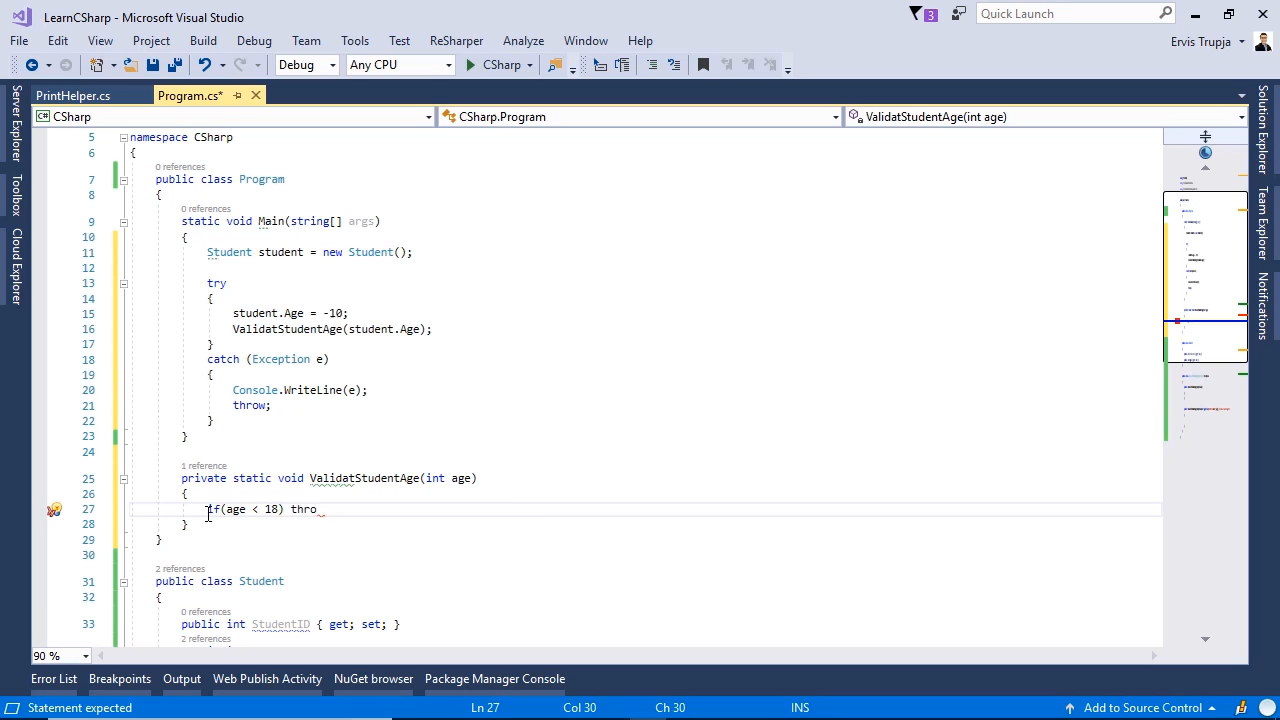 LearnCSharp - Microsoft Visual Studio
3
Quick Launch
File Edit View Project Build Debug Team Tools Test ReSharper Analyze Window Help
Ervis Trupja
Debug Any CPU CSharp
PrintHelper.cs Program.cs*
CSharp CSharp.Program ValidatStudentAge(int age)
Server Explorer
Toolbox
Cloud Explorer
Solution Explorer
Team Explorer
Notifications
5 namespace CSharp
6 {
0 references
7 public class Program
8 {
0 references
9 static void Main(string[] args)
10 {
11 Student student = new Student();
12
13 try
14 {
15 student.Age = -10;
16 ValidatStudentAge(student.Age);
17 }
18 catch (Exception e)
19 {
20 Console.WriteLine(e);
21 throw;
22 }
23 }
24
1 reference
25 private static void ValidatStudentAge(int age)
26 {
27 if(age < 18) thro
28 }
29 }
30
2 references
31 public class Student
32 {
0 references
33 public int StudentID { get; set; }
2 references
90 %
Error List Breakpoints Output Web Publish Activity NuGet browser Package Manager Console
Statement expected Ln 27 Col 30 Ch 30 INS Add to Source Control